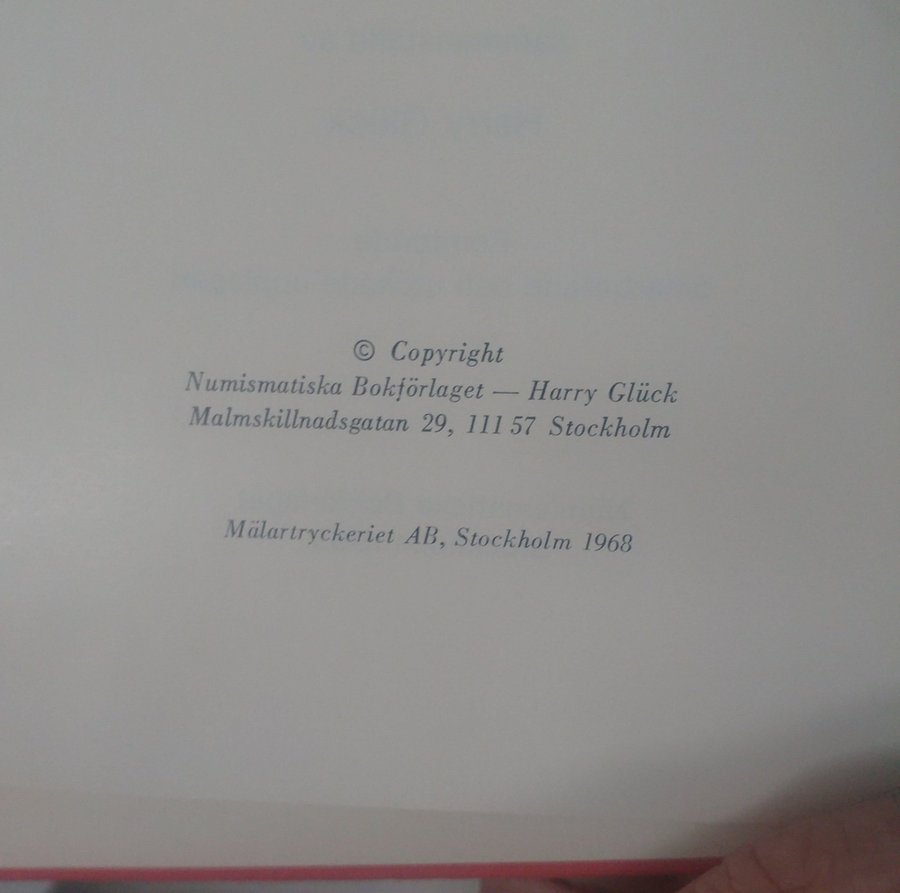 © Copyright
Numismatiska Bokförlaget — Harry Glück
Malmskillnadsgatan 29, 111 57 Stockholm
Mälartryckeriet AB, Stockholm 1968